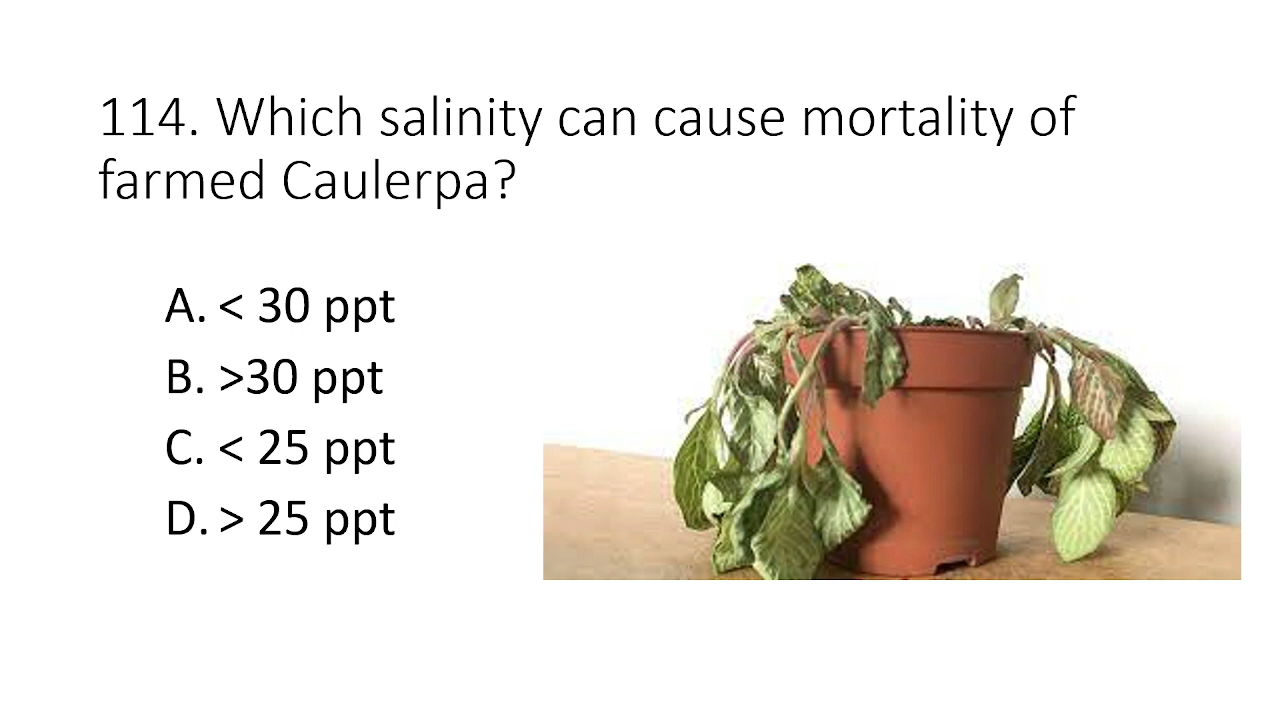 114. Which salinity can cause mortality of
farmed Caulerpa?
A. < 30 ppt
B. >30 ppt
C. < 25 ppt
D. > 25 ppt